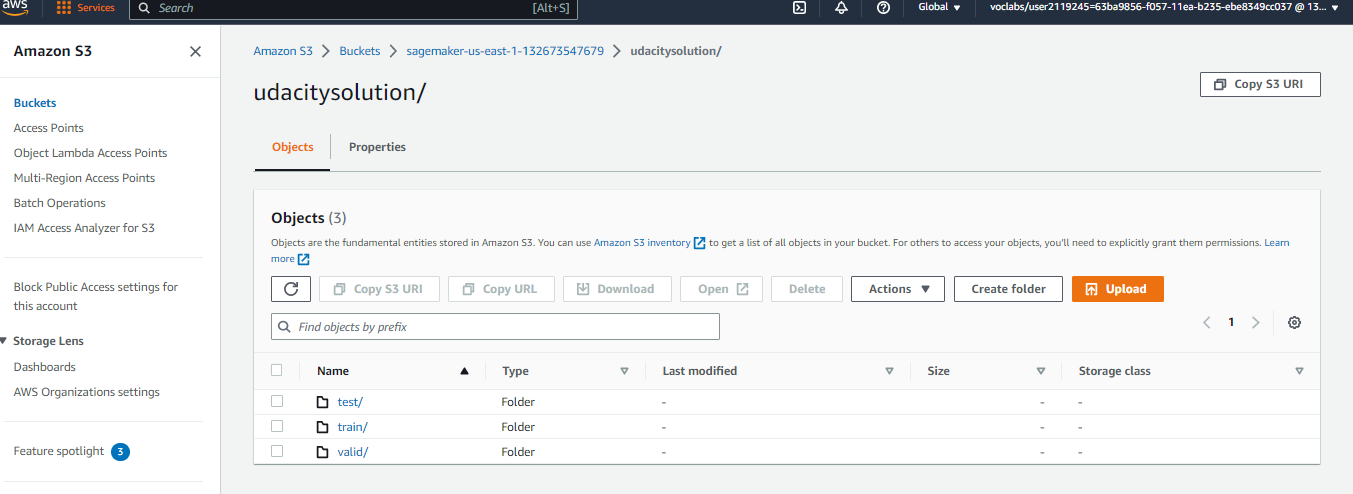 aws Services Search [Alt+S] Global voclabs/user2119245=63ba9856-f057-11ea-b235-ebe8349cc037 @ 13...
Amazon S3
Buckets
Access Points
Object Lambda Access Points
Multi-Region Access Points
Batch Operations
IAM Access Analyzer for S3
Block Public Access settings for
this account
Storage Lens
Dashboards
AWS Organizations settings
Feature spotlight 3
Amazon S3 > Buckets > sagemaker-us-east-1-132673547679 > udacitysolution/
udacitysolution/
Copy S3 URI
Objects Properties
Objects (3)
Objects are the fundamental entities stored in Amazon S3. You can use Amazon S3 inventory to get a list of all objects in your bucket. For others to access your objects, you'll need to explicitly grant them permissions. Learn
more
Copy S3 URI Copy URL Download Open Delete Actions Create folder Upload
Find objects by prefix
1
Name Type Last modified Size Storage class
test/ Folder - - -
train/ Folder - - -
valid/ Folder - - -